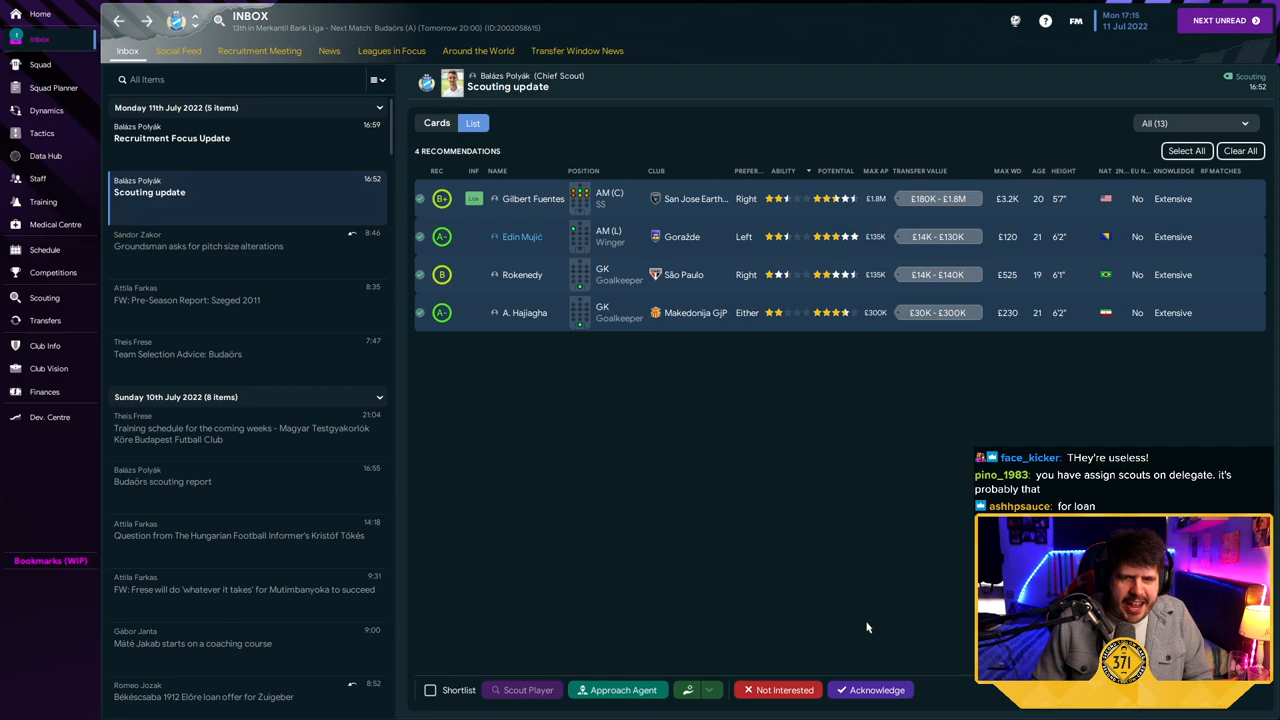 Home
Inbox
1
Squad
Squad Planner
Dynamics
Tactics
Data Hub
Staff
Training
Medical Centre
Schedule
Competitions
Scouting
Transfers
Club Info
Club Vision
Finances
Dev. Centre
Bookmarks (WIP)
INBOX
13th in Merkantil Bank Liga - Next Match: Budaörs (A) (Tomorrow 20:00) (ID:2002058615)
FM
Mon 17:15
11 Jul 2022
NEXT UNREAD
Inbox Social Feed Recruitment Meeting News Leagues in Focus Around the World Transfer Window News
All Items
Monday 11th July 2022 (5 items)
Balázs Polyák 16:59
Recruitment Focus Update
Balázs Polyák 16:52
Scouting update
Sándor Zakor 8:46
Groundsman asks for pitch size alterations
Attila Farkas 8:35
FW: Pre-Season Report: Szeged 2011
Theis Frese 7:47
Team Selection Advice: Budaörs
Sunday 10th July 2022 (8 items)
Theis Frese 21:04
Training schedule for the coming weeks - Magyar Testgyakorlók
Köre Budapest Futball Club
Balázs Polyák 16:55
Budaörs scouting report
Attila Farkas 14:18
Question from The Hungarian Football Informer's Kristóf Tőkés
Attila Farkas 9:31
FW: Frese will do 'whatever it takes' for Mutimbanyoka to succeed
Gábor Janta 9:00
Máté Jakab starts on a coaching course
Romeo Jozak 8:52
Békéscsaba 1912 Előre loan offer for Zuigeber
Balázs Polyák (Chief Scout)
Scouting update
Scouting
16:52
Cards List
All (13)
4 RECOMMENDATIONS
Select All Clear All
REC INF NAME POSITION CLUB PREFER... ABILITY POTENTIAL MAX AP TRANSFER VALUE MAX WD AGE HEIGHT NAT 2N... EU N... KNOWLEDGE RF MATCHES
B+ Loa Gilbert Fuentes AM (C) SS San Jose Earth... Right £1.8M £180K - £1.8M £3.2K 20 5'7" No Extensive
A- Edin Mujić AM (L) Winger Goražde Left £135K £14K - £130K £120 21 6'2" No Extensive
B Rokenedy GK Goalkeeper São Paulo Right £135K £14K - £140K £525 19 6'1" No Extensive
A- A. Hajiagha GK Goalkeeper Makedonija GjP Either £300K £30K - £300K £230 21 6'2" No Extensive
face_kicker: THey're useless!
pino_1983: you have assign scouts on delegate. it's
probably that
ashhpsauce: for loan
371
Shortlist Scout Player Approach Agent Not Interested Acknowledge